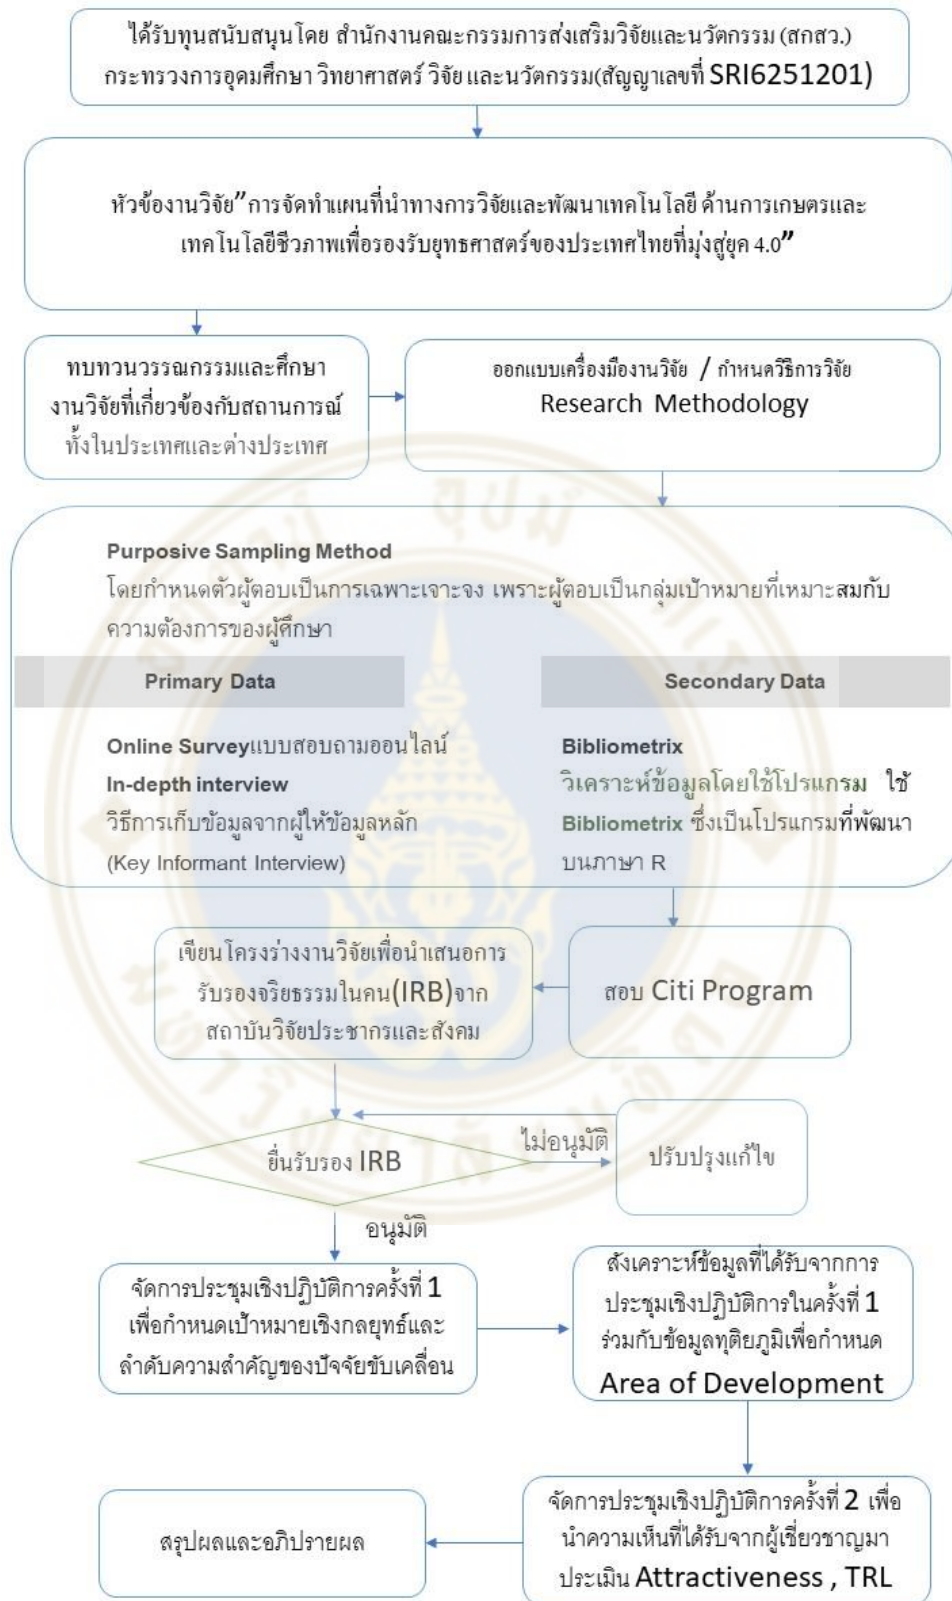 ได้รับทุนสนับสนุนโดย สำนักงานคณะกรรมการส่งเสริมวิจัยและนวัตกรรม (สกสว.)
กระทรวงการอุดมศึกษา วิทยาศาสตร์ วิจัย และนวัตกรรม(สัญญาเลขที่ SRI6251201)
หัวข้องานวิจัย”การจัดทำแผนที่นำทางการวิจัยและพัฒนาเทคโนโลยี ด้านการเกษตรและ
เทคโนโลยีชีวภาพเพื่อรองรับยุทธศาสตร์ของประเทศไทยที่มุ่งสู่ยุค 4.0”
ทบทวนวรรณกรรมและศึกษา
งานวิจัยที่เกี่ยวข้องกับสถานการณ์
ทั้งในประเทศและต่างประเทศ
ออกแบบเครื่องมืองานวิจัย / กำหนดวิธีการวิจัย
Research Methodology
Purposive Sampling Method
โดยกำหนดตัวผู้ตอบเป็นการเฉพาะเจาะจง เพราะผู้ตอบเป็นกลุ่มเป้าหมายที่เหมาะสมกับ
ความต้องการของผู้ศึกษา
Primary Data
Online Surveyแบบสอบถามออนไลน์
In-depth interview
วิธีการเก็บข้อมูลจากผู้ให้ข้อมูลหลัก
(Key Informant Interview)
Secondary Data
Bibliometrix
วิเคราะห์ข้อมูลโดยใช้โปรแกรม ใช้
Bibliometrix ซึ่งเป็นโปรแกรมที่พัฒนา
บนภาษา R
สอบ Citi Program
เขียนโครงร่างงานวิจัยเพื่อนำเสนอการ
รับรองจริยธรรมในคน(IRB)จาก
สถาบันวิจัยประชากรและสังคม
ยื่นรับรอง IRB
ไม่อนุมัติ
ปรับปรุงแก้ไข
อนุมัติ
จัดการประชุมเชิงปฏิบัติการครั้งที่ 1
เพื่อกำหนดเป้าหมายเชิงกลยุทธ์และ
ลำดับความสำคัญของปัจจัยขับเคลื่อน
สังเคราะห์ข้อมูลที่ได้รับจากการ
ประชุมเชิงปฏิบัติการในครั้งที่ 1
ร่วมกับข้อมูลทุติยภูมิเพื่อกำหนด
Area of Development
จัดการประชุมเชิงปฏิบัติการครั้งที่ 2 เพื่อ
นำความเห็นที่ได้รับจากผู้เชี่ยวชาญมา
ประเมิน Attractiveness , TRL
สรุปผลและอภิปรายผล